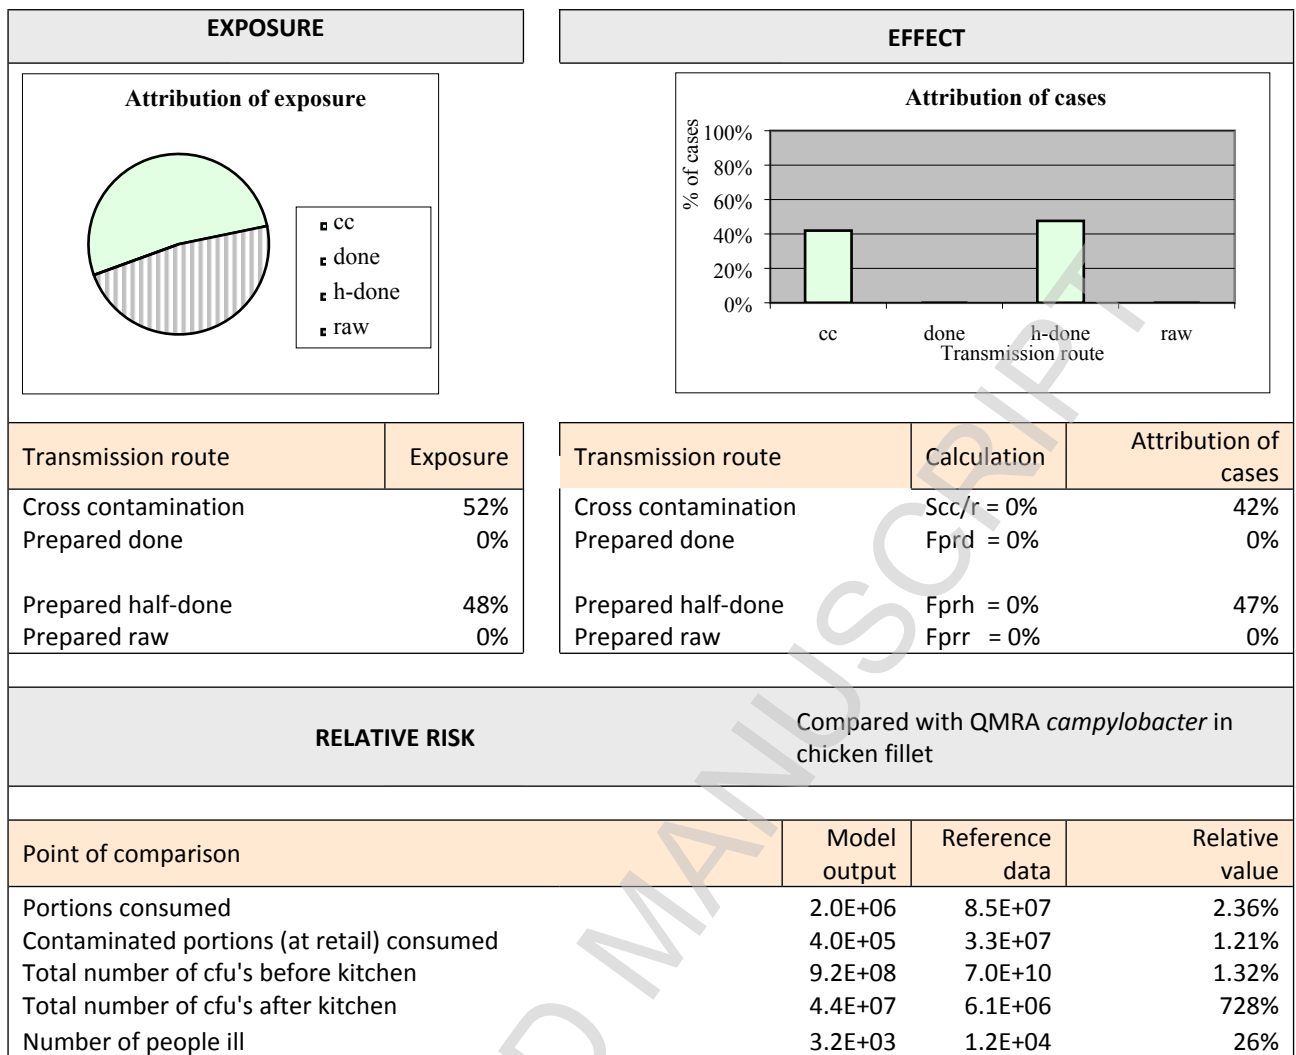 EXPOSURE
EFFECT
Attribution of exposure
cc
done
h-done
raw
Attribution of cases
% of cases
100%
80%
60%
40%
20%
0%
cc done h-done raw
Transmission route
Transmission route Exposure
Cross contamination 52%
Prepared done 0%
Prepared half-done 48%
Prepared raw 0%
Transmission route Calculation Attribution of
cases
Cross contamination Scc/r = 0% 42%
Prepared done Fprd = 0% 0%
Prepared half-done Fprh = 0% 47%
Prepared raw Fprr = 0% 0%
RELATIVE RISK
Compared with QMRA campylobacter in
chicken fillet
Point of comparison Model output Reference data Relative value
Portions consumed 2.0E+06 8.5E+07 2.36%
Contaminated portions (at retail) consumed 4.0E+05 3.3E+07 1.21%
Total number of cfu's before kitchen 9.2E+08 7.0E+10 1.32%
Total number of cfu's after kitchen 4.4E+07 6.1E+06 728%
Number of people ill 3.2E+03 1.2E+04 26%
D MANUSCRIPT